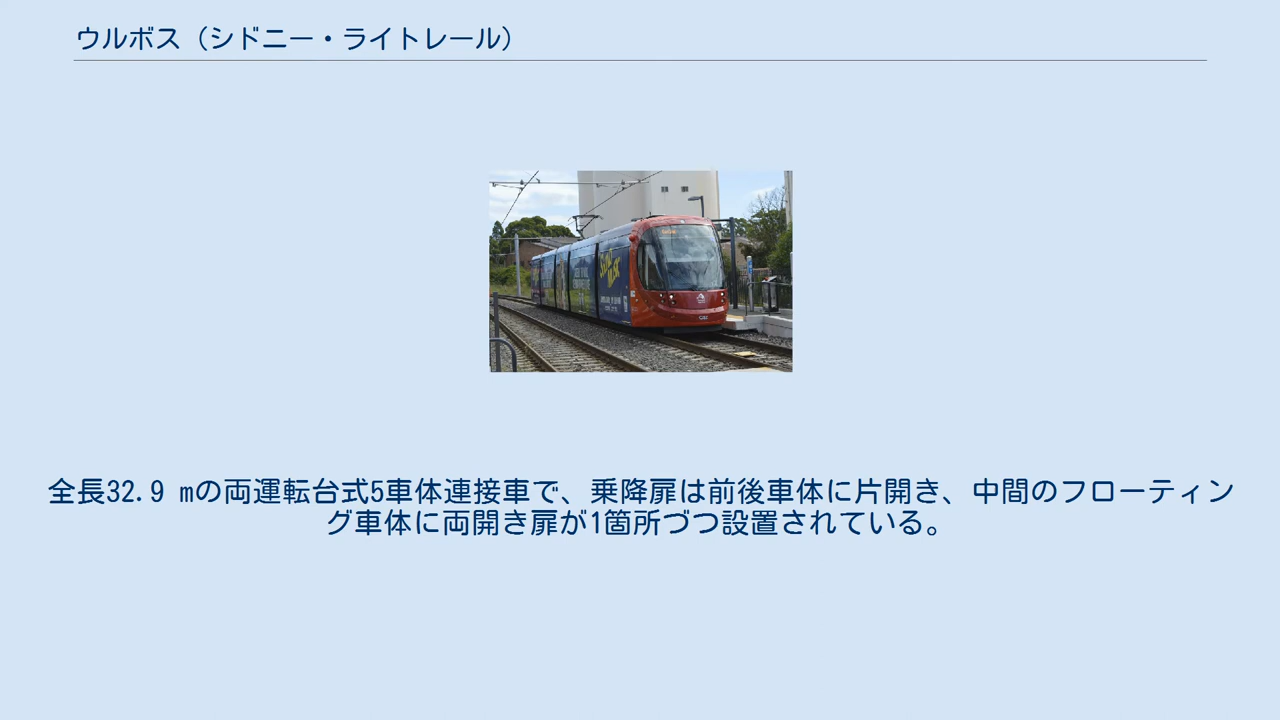 ウルボス（シドニー・ライトレール）
全長32.9 mの両運転台式5車体連接車で、乗降扉は前後車体に片開き、中間のフローティン
グ車体に両開き扉が1箇所づつ設置されている。